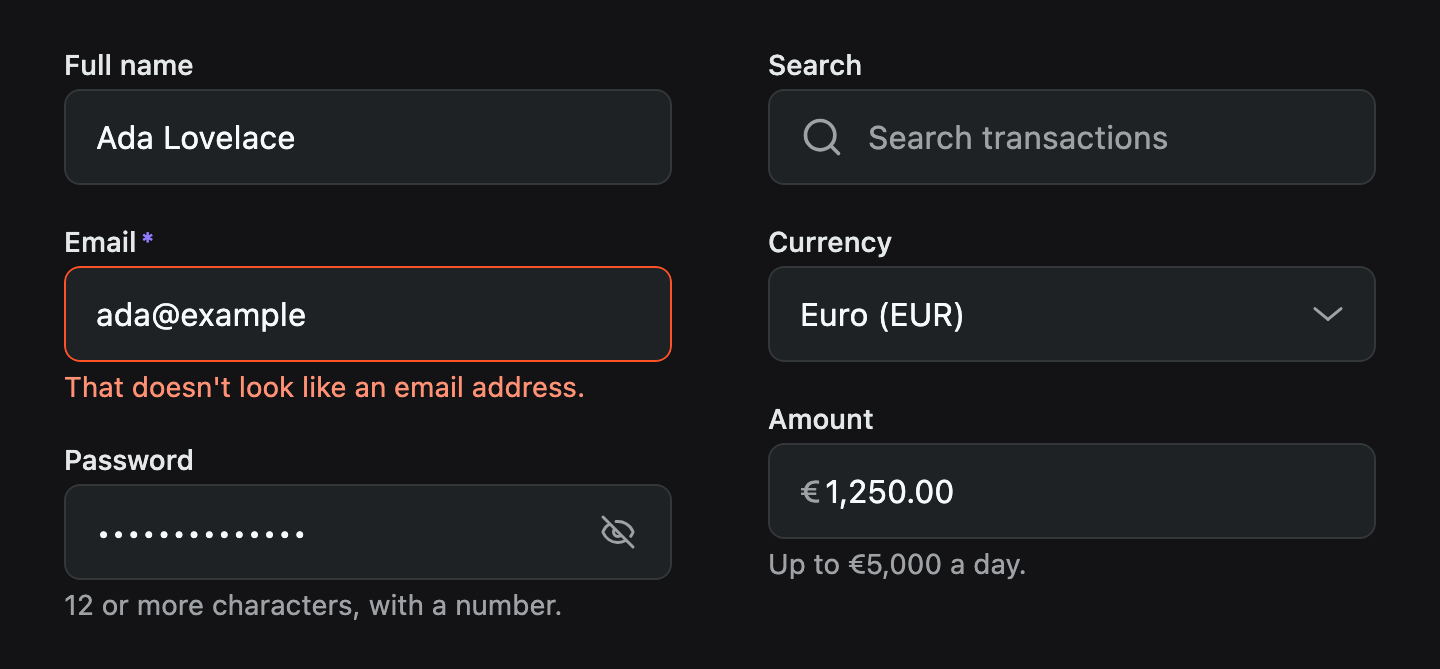 Full name
Ada Lovelace
Email *
ada@example
That doesn't look like an email address.
Password
••••••••••••••
12 or more characters, with a number.
Search
Search transactions
Currency
Euro (EUR)
Amount
€1,250.00
Up to €5,000 a day.